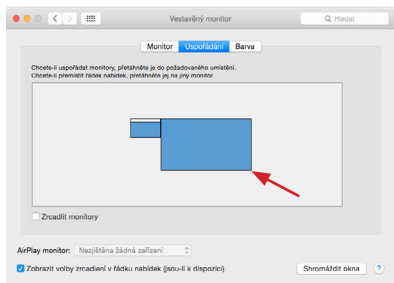 Vestavěný monitor
Hledat
Monitor Uspořádání Barva
Chcete-li uspořádat monitory, přetáhněte je do požadovaného umístění.
Chcete-li přemístit řádek nabídek, přetáhněte jej na jiný monitor.
Zrcadlit monitory
AirPlay monitor: Nezjištěna žádná zařízení
Zobrazit volby zrcadlení v řádku nabídek (jsou-li k dispozici)
Shromáždit okna ?